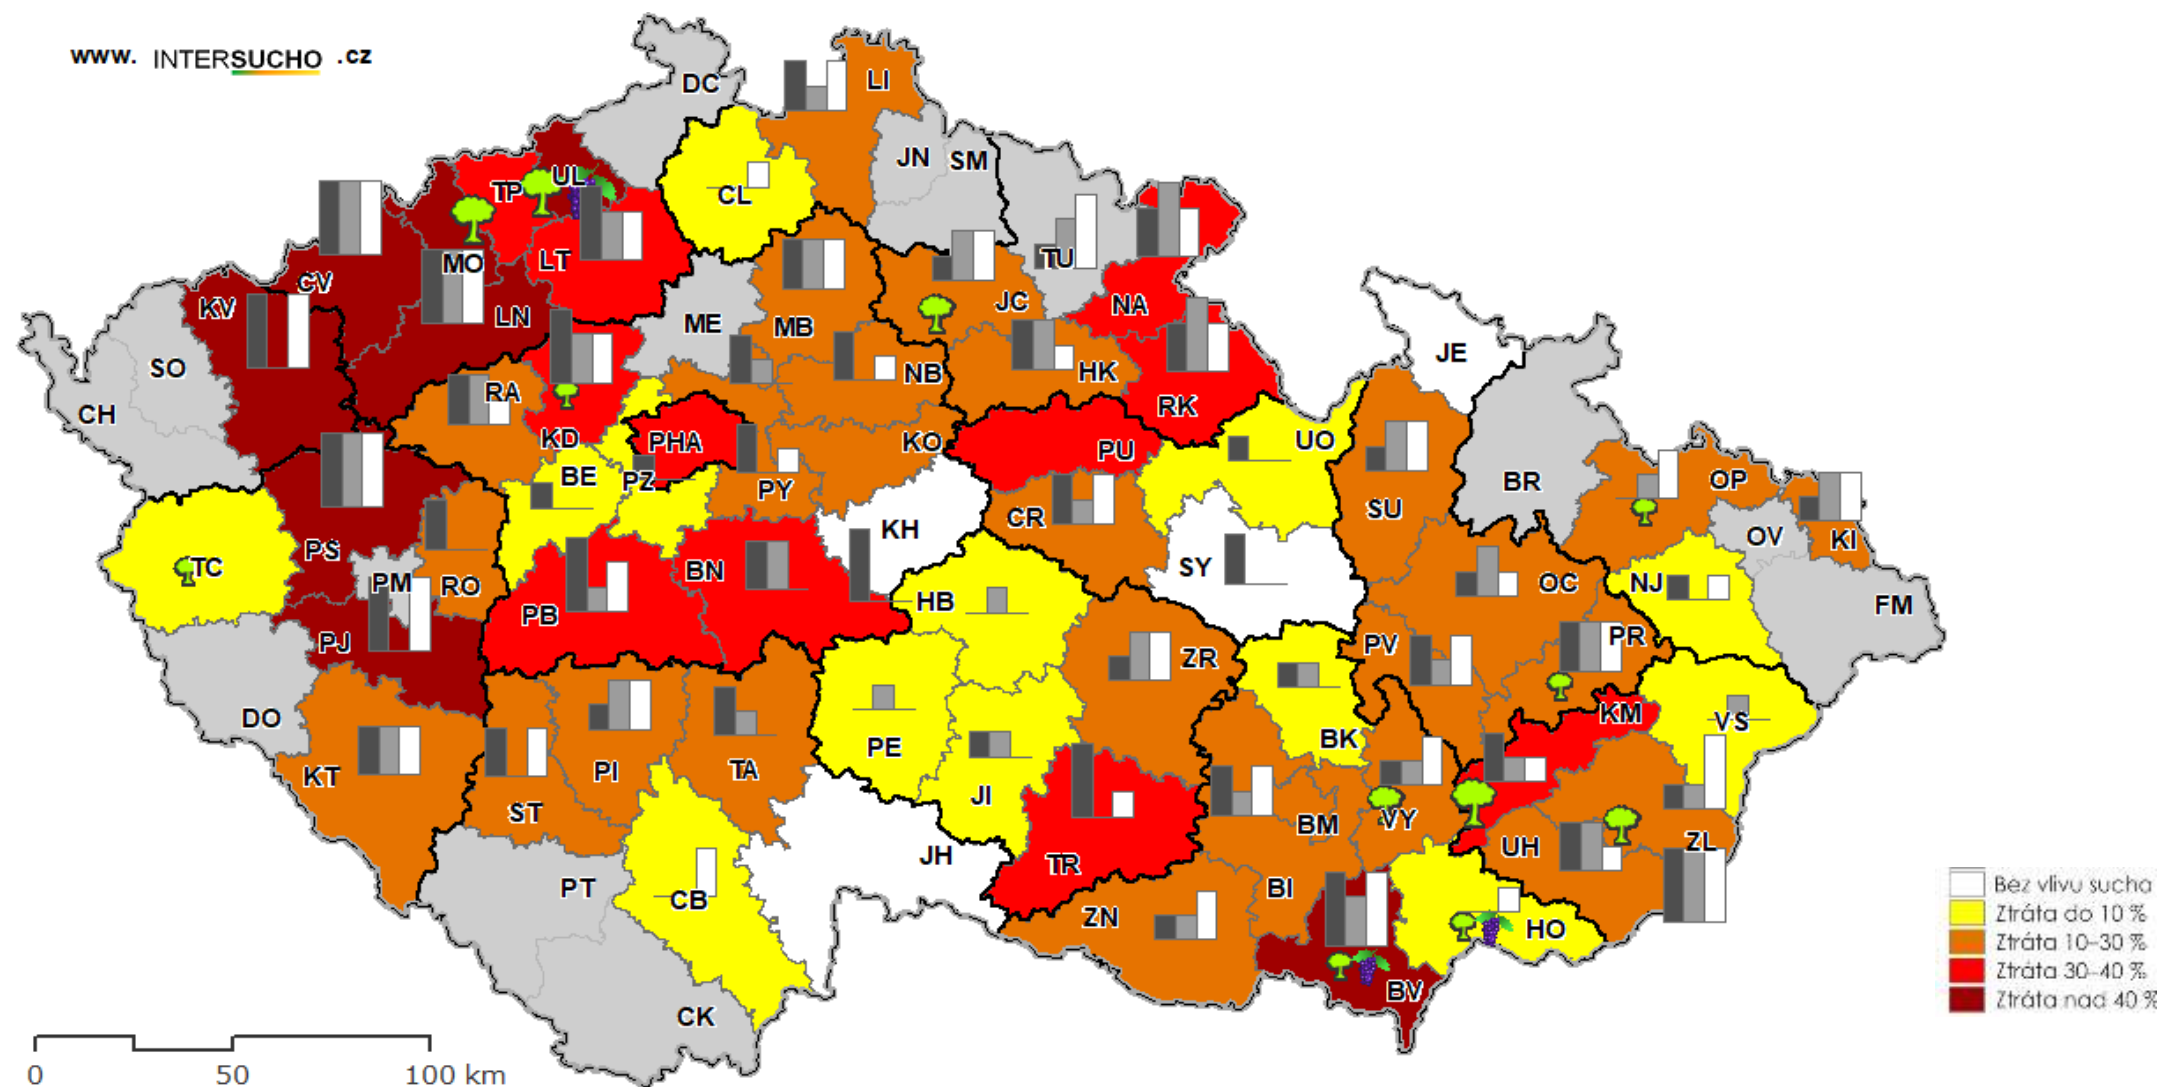 www. INTERSUCHO .cz
DC
LI
JN
SM
TP
UL
CL
LT
TU
MO
CV
KV
LN
ME
MB
JC
NA
SO
JE
RA
NB
HK
CH
RK
KD
PHA
KO
PU
UO
BE
PZ
PY
CR
SU
BR
OP
KH
OV
KI
PS
TC
PM
RO
BN
SY
OC
NJ
PB
HB
FM
PJ
PV
PR
ZR
DO
KM
VS
PE
BK
KT
PI
TA
JI
ST
BM
VY
UH
ZL
JH
TR
PT
CB
BI
ZN
HO
BV
CK
Bez vlivu sucha
Ztráta do 10 %
Ztráta 10–30 %
Ztráta 30–40 %
Ztráta nad 40 %
0 50 100 km